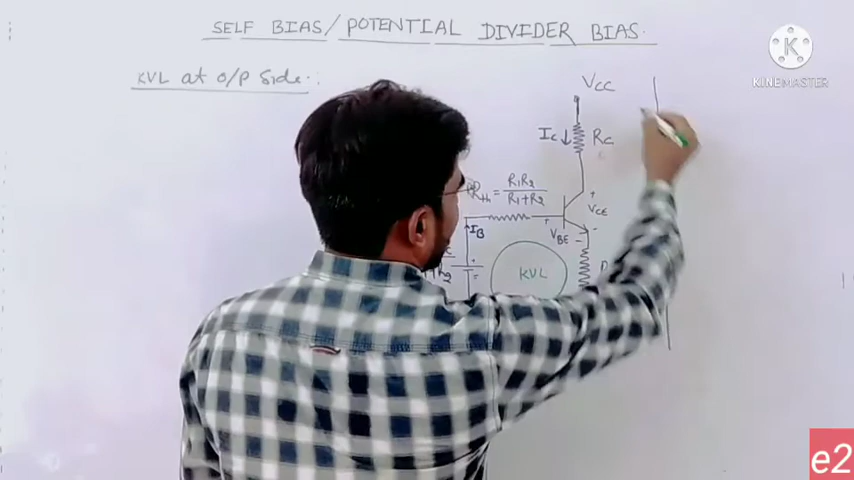 SELF BIAS/POTENTIAL DIVIDER BIAS.
KVL at O/P Side:
VCC
IC RC
Rth = R1R2 / R1+R2
+
VCE
-
IB
+ VBE -
KVL
K
KINEMASTER
e2